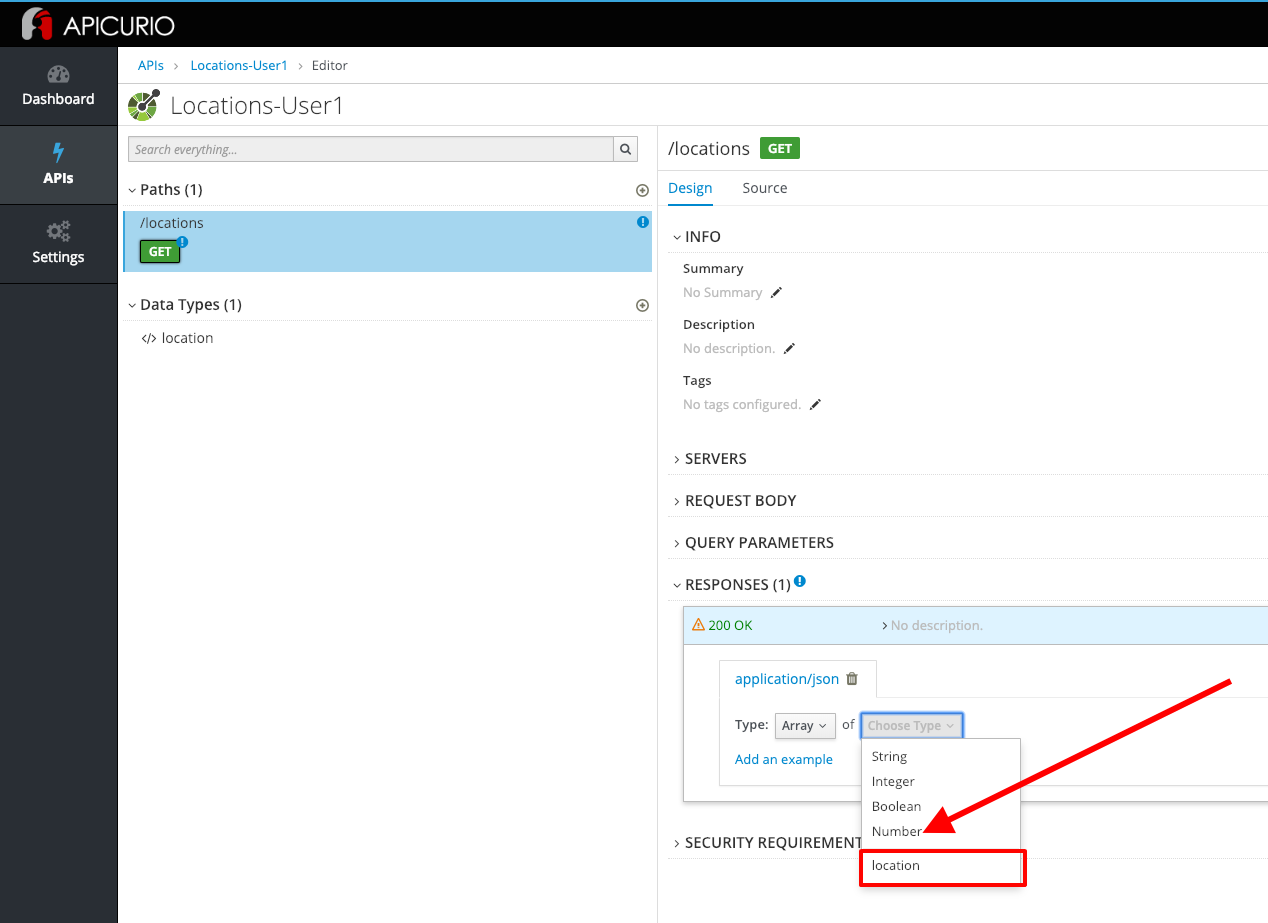 APICURIO
Dashboard
APIs
Settings
APIs › Locations-User1 › Editor
Locations-User1
Search everything...
Paths (1)
/locations
GET
Data Types (1)
</> location
/locations GET
Design Source
INFO
Summary
No Summary
Description
No description.
Tags
No tags configured.
SERVERS
REQUEST BODY
QUERY PARAMETERS
RESPONSES (1)
200 OK
No description.
application/json
Type: Array of Choose Type
Add an example
String
Integer
Boolean
Number
location
SECURITY REQUIREMENT